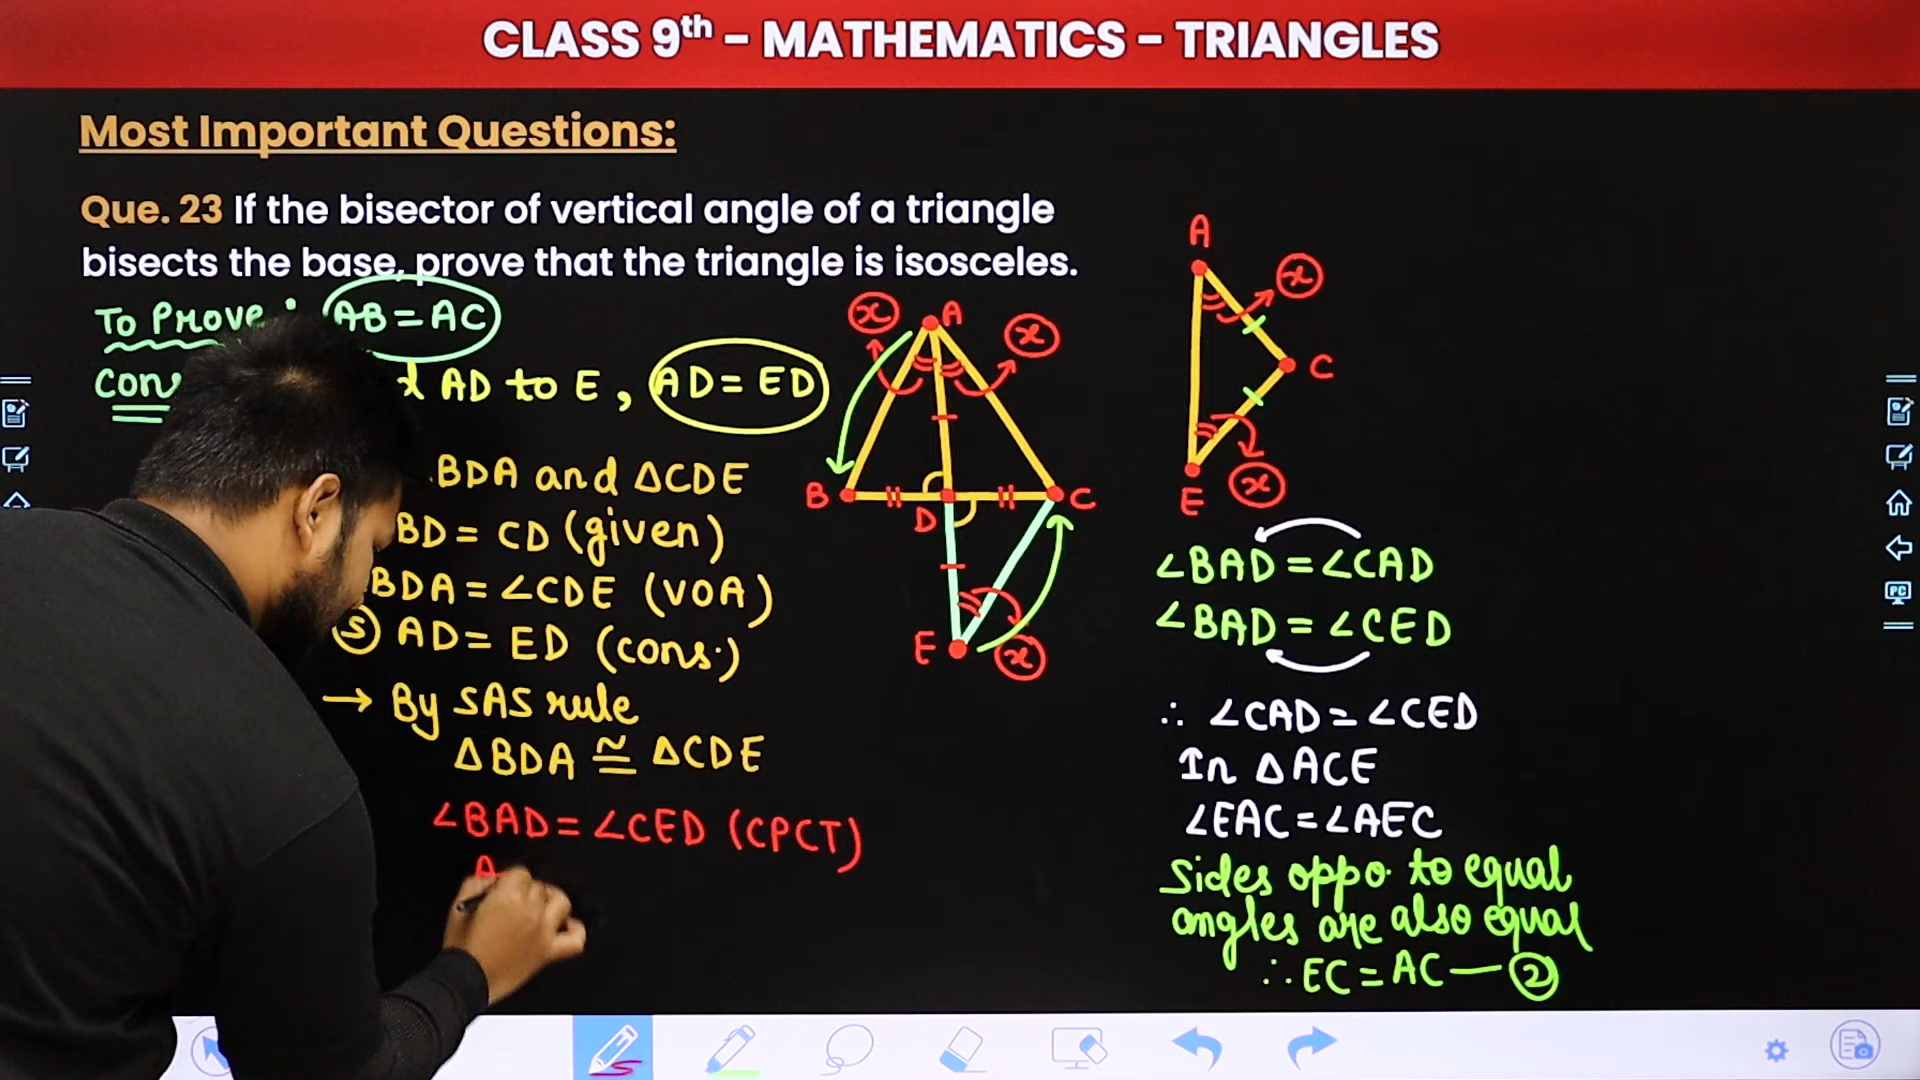 CLASS 9th – MATHEMATICS – TRIANGLES
Most Important Questions:
Que. 23 If the bisector of vertical angle of a triangle
bisects the base, prove that the triangle is isosceles.
To Prove : AB = AC
AD to E , AD = ED
BDA and ΔCDE
BD = CD (given)
BDA = ∠CDE (VOA)
S AD = ED (cons.)
→ By SAS rule
ΔBDA ≅ ΔCDE
∠BAD = ∠CED (CPCT)
A
x A x
B D C
E x
A x
C
E x
∠BAD = ∠CAD
∠BAD = ∠CED
∴ ∠CAD = ∠CED
In ΔACE
∠EAC = ∠AEC
Sides oppo. to equal
angles are also equal
∴ EC = AC — 2
PC